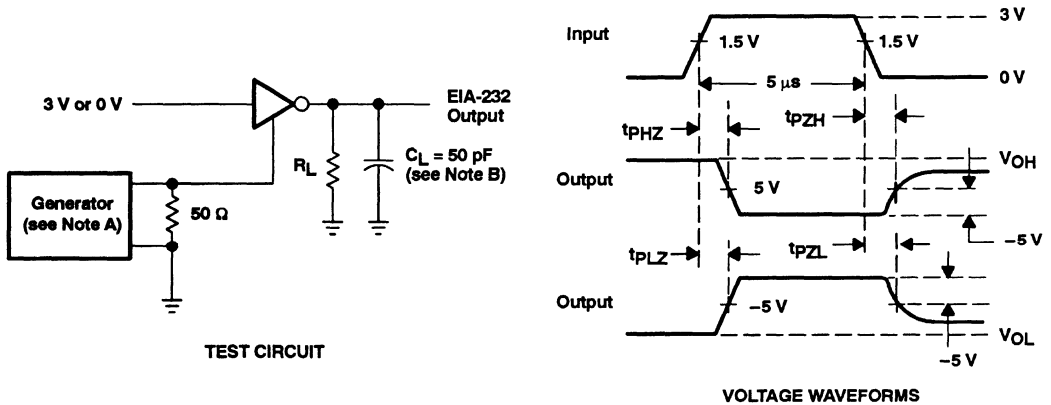 3 V or 0 V
EIA-232
Output
RL
CL = 50 pF
(see Note B)
Generator
(see Note A)
50 Ω
TEST CIRCUIT
Input
3 V
1.5 V
1.5 V
0 V
5 μs
tPHZ
tPZH
VOH
Output
5 V
–5 V
tPLZ
tPZL
Output
–5 V
VOL
–5 V
VOLTAGE WAVEFORMS